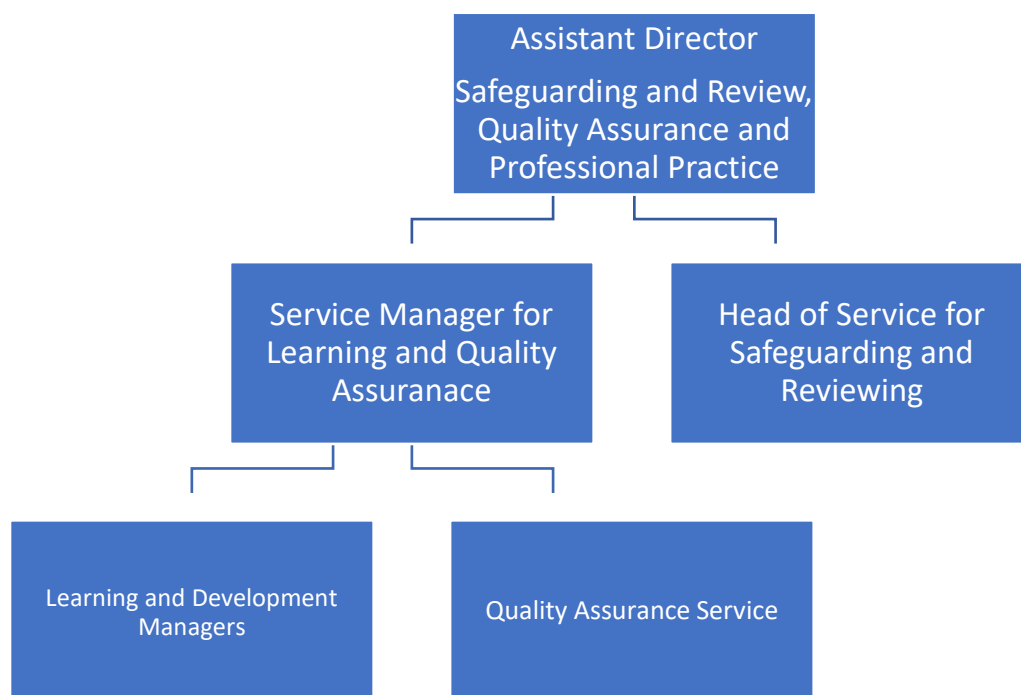 Assistant Director
Safeguarding and Review,
Quality Assurance and
Professional Practice
Service Manager for
Learning and Quality
Assuranace
Head of Service for
Safeguarding and
Reviewing
Learning and Development
Managers
Quality Assurance Service